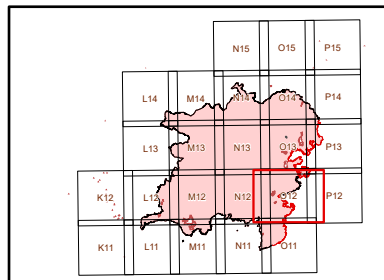 N15 O15 P15
L14 M14 N14 O14 P14
L13 M13 N13 O13 P13
K12 L12 M12 N12 O12 P12
K11 L11 M11 N11 O11